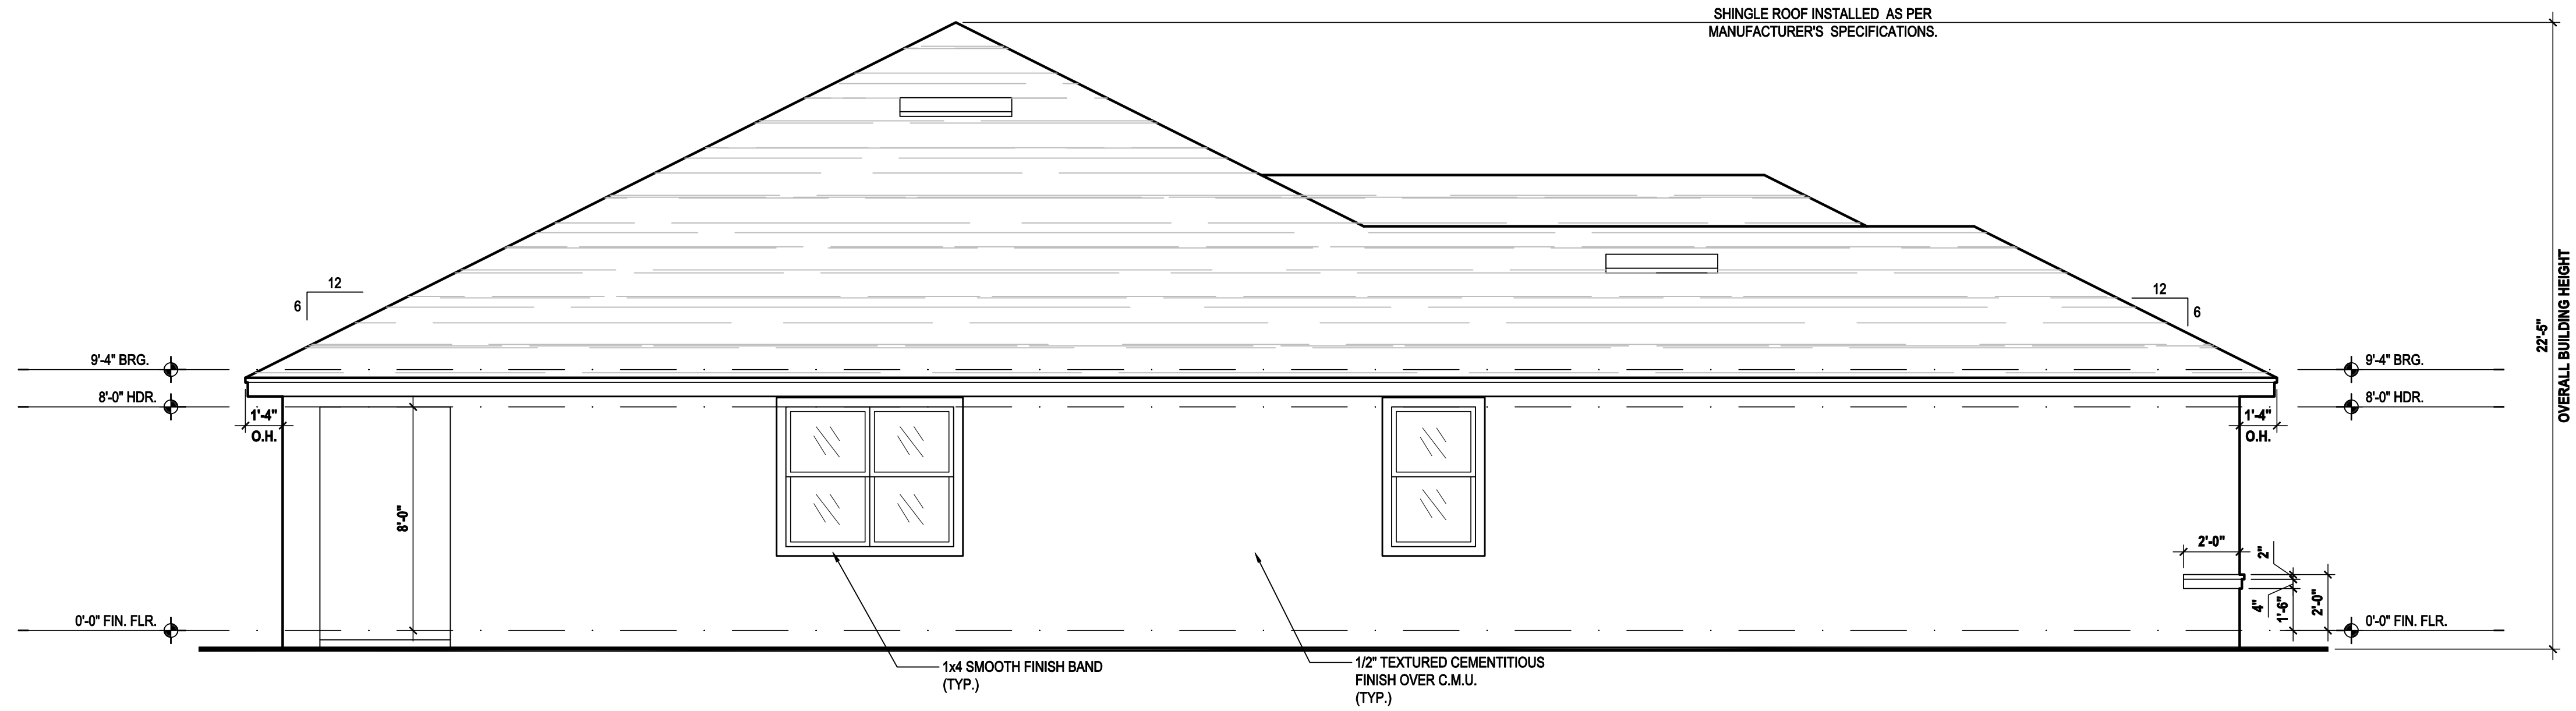 SHINGLE ROOF INSTALLED AS PER
MANUFACTURER'S SPECIFICATIONS.
12
6
12
6
22'-5"
OVERALL BUILDING HEIGHT
9'-4" BRG.
9'-4" BRG.
8'-0" HDR.
8'-0" HDR.
1'-4"
O.H.
1'-4"
O.H.
8'-0"
2'-0"
2"
4"
1'-6"
2'-0"
0'-0" FIN. FLR.
0'-0" FIN. FLR.
1x4 SMOOTH FINISH BAND
(TYP.)
1/2" TEXTURED CEMENTITIOUS
FINISH OVER C.M.U.
(TYP.)